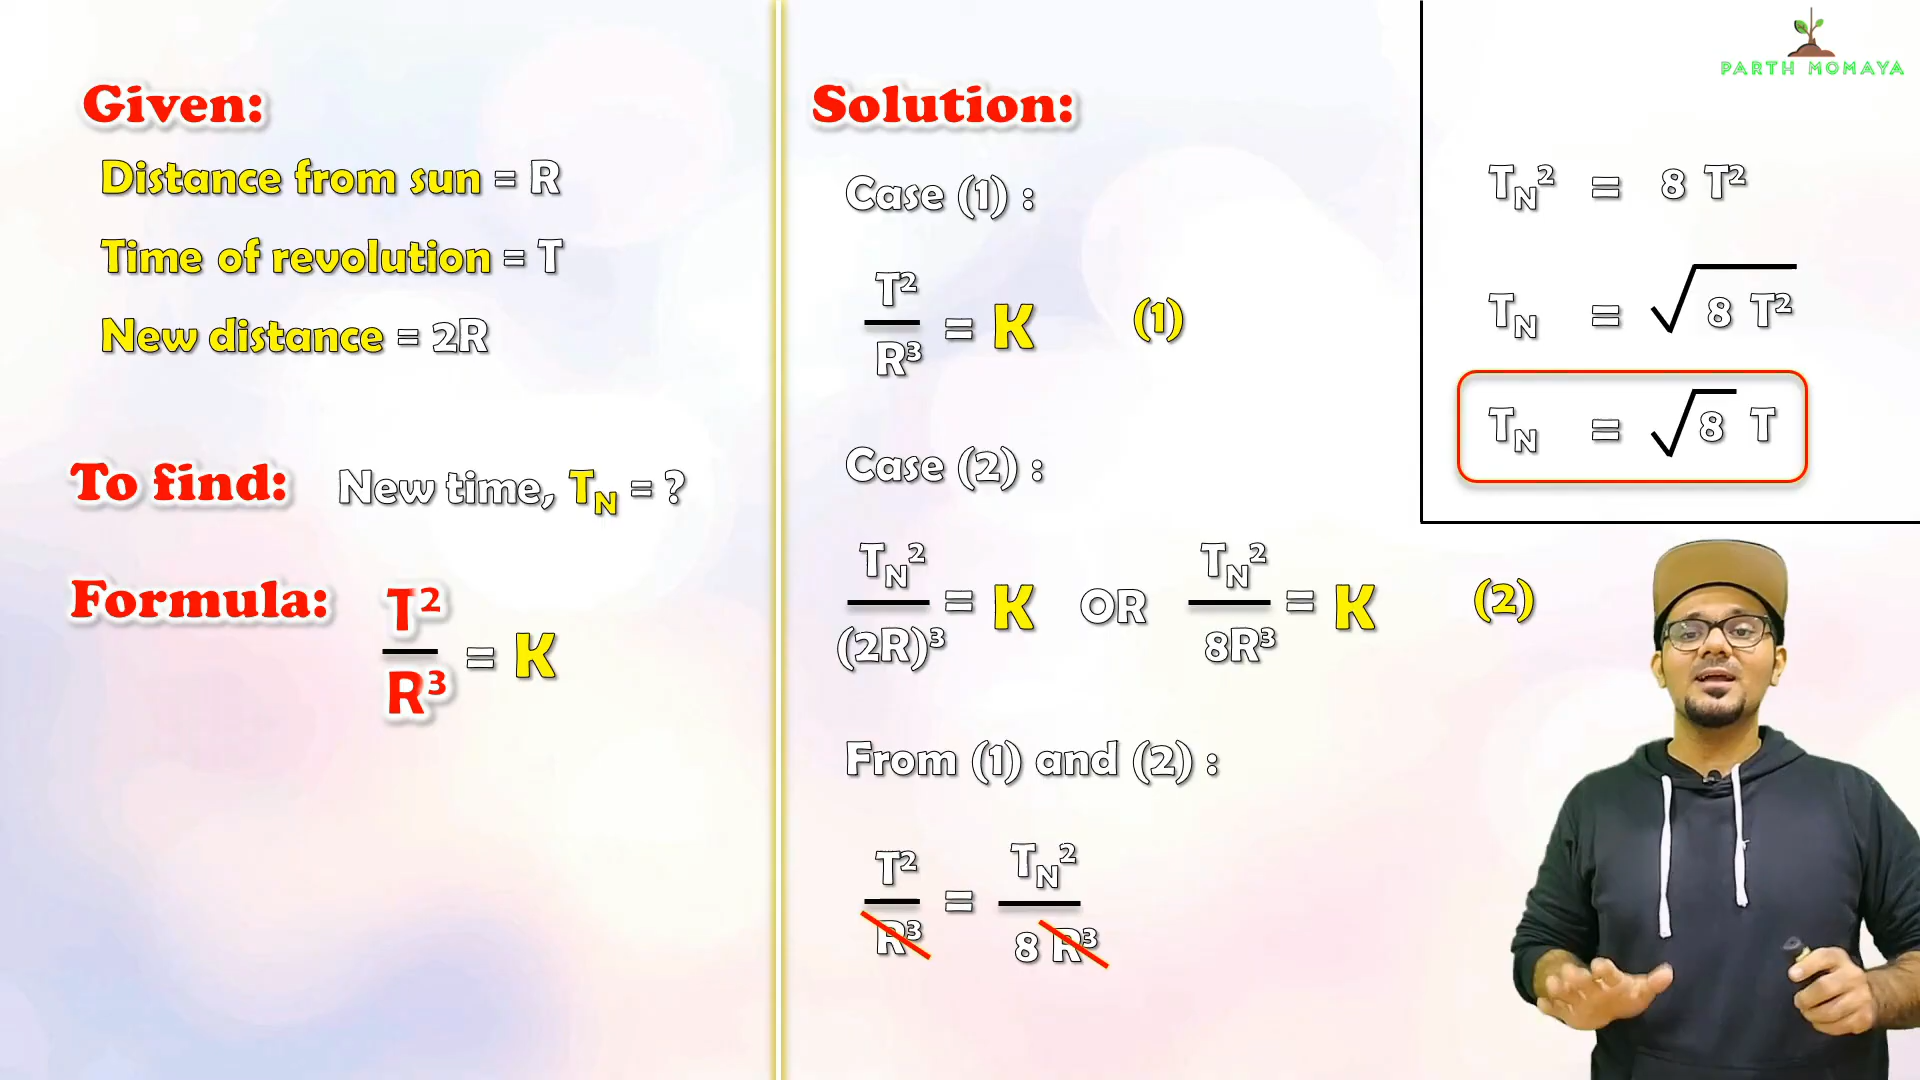 Given:
Distance from sun = R
Time of revolution = T
New distance = 2R
To find: New time, T_N = ?
Formula: T² / R³ = K
Solution:
Case (1) :
T² / R³ = K (1)
Case (2) :
T_N² / (2R)³ = K OR T_N² / 8R³ = K (2)
From (1) and (2) :
T² / R³ = T_N² / 8 R³
PARTH MOMAYA
T_N² = 8 T²
T_N = √8 T²
T_N = √8 T